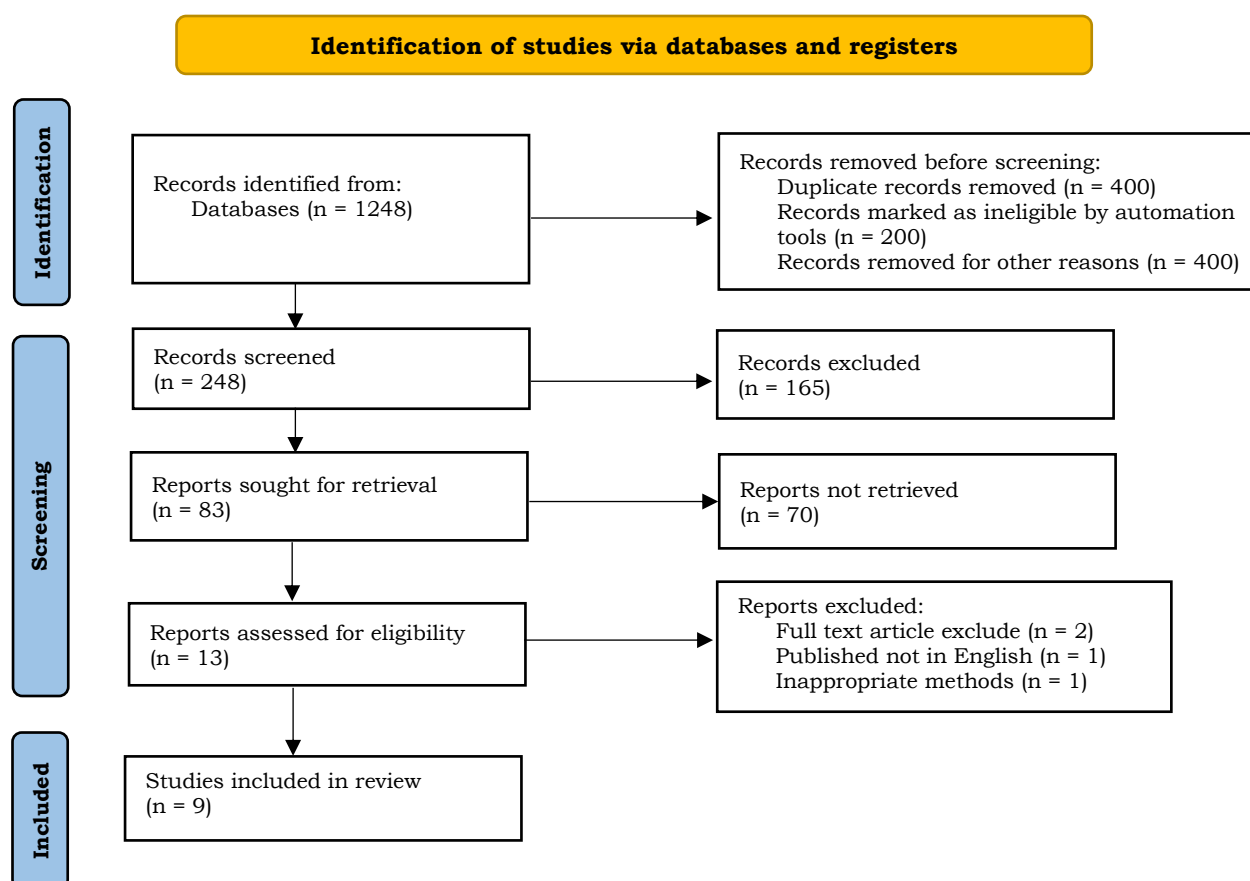 Identification of studies via databases and registers
Identification
Records identified from:
Databases (n = 1248)
Records removed before screening:
Duplicate records removed (n = 400)
Records marked as ineligible by automation
tools (n = 200)
Records removed for other reasons (n = 400)
Screening
Records screened
(n = 248)
Records excluded
(n = 165)
Reports sought for retrieval
(n = 83)
Reports not retrieved
(n = 70)
Reports assessed for eligibility
(n = 13)
Reports excluded:
Full text article exclude (n = 2)
Published not in English (n = 1)
Inappropriate methods (n = 1)
Included
Studies included in review
(n = 9)